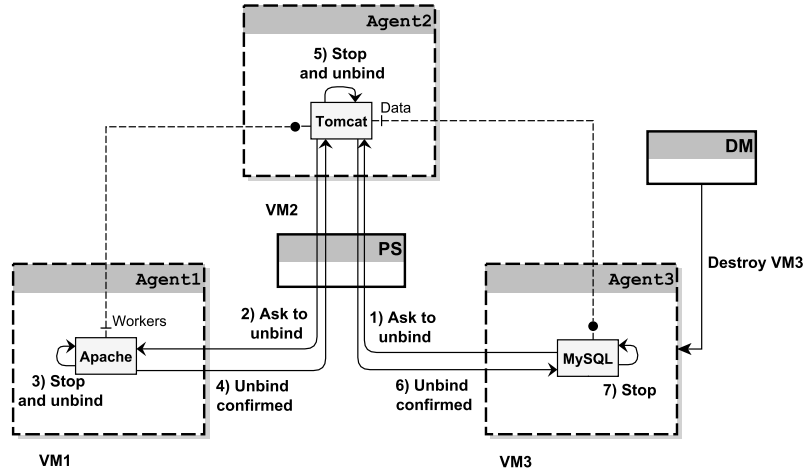 Agent2
5) Stop
and unbind
Data
Tomcat
DM
VM2
PS
Agent1
Agent3
Destroy VM3
Workers
2) Ask to
unbind
1) Ask to
unbind
Apache
MySQL
3) Stop
and unbind
4) Unbind
confirmed
6) Unbind
confirmed
7) Stop
VM1
VM3